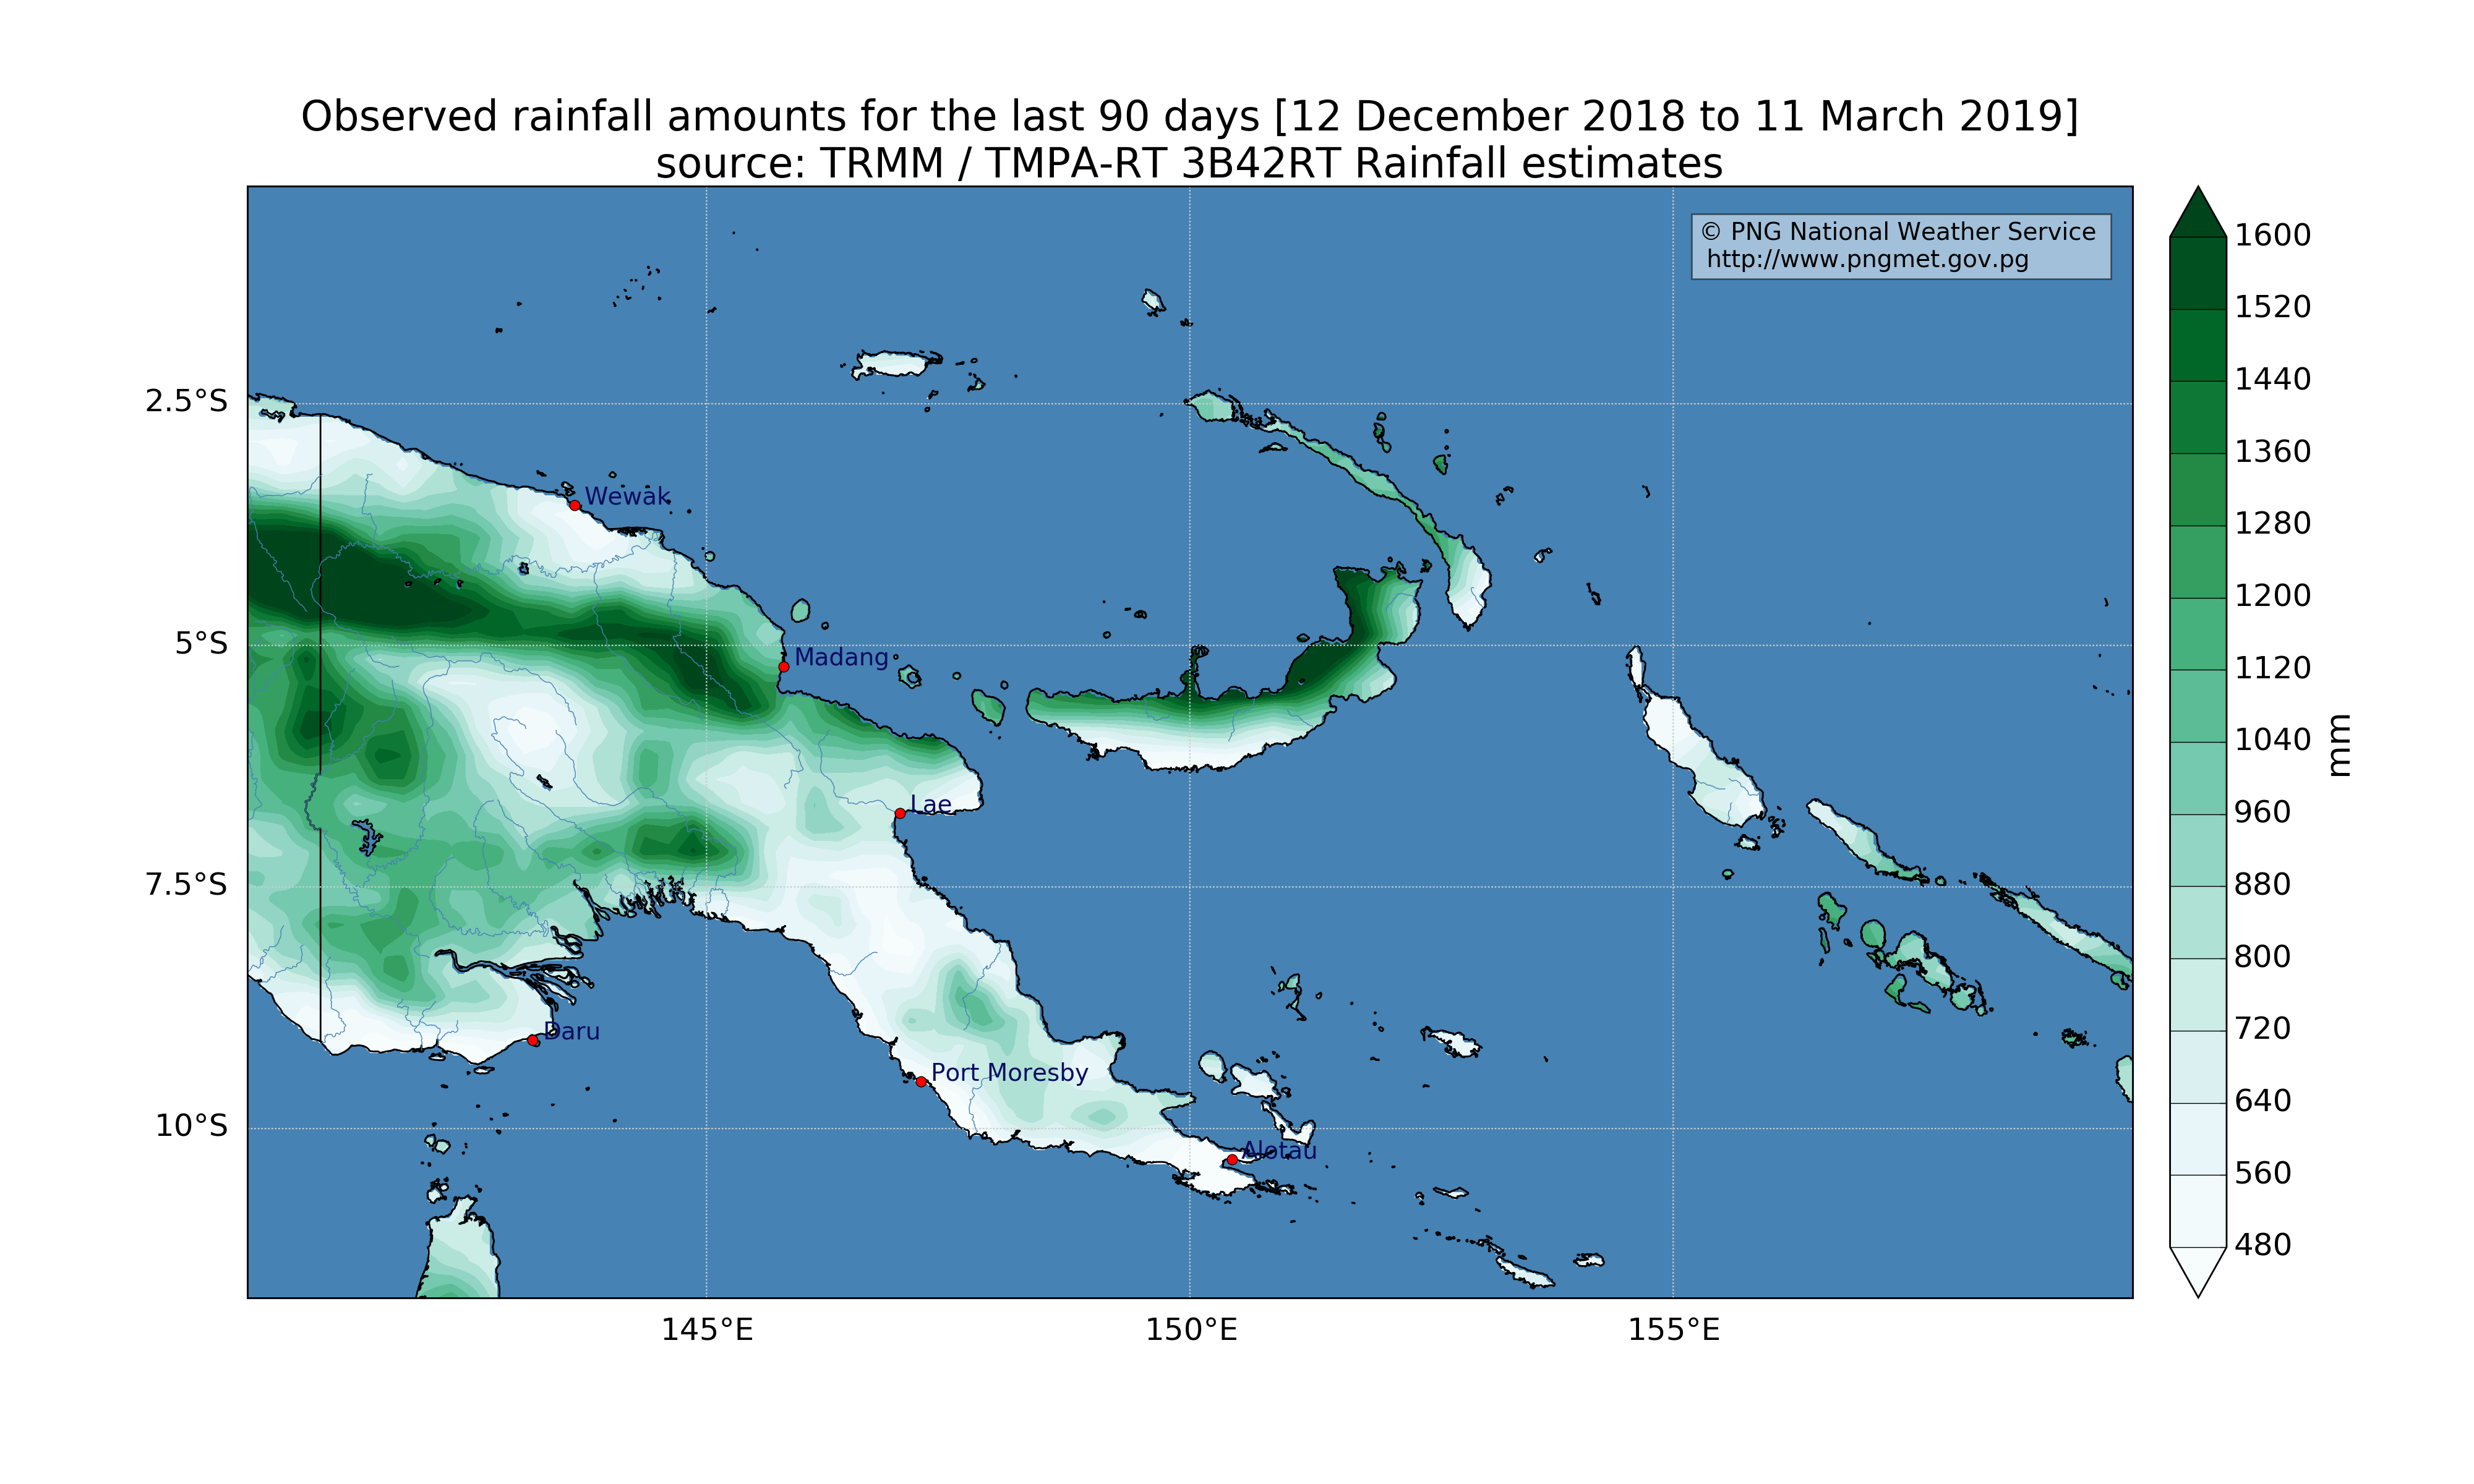 Observed rainfall amounts for the last 90 days [12 December 2018 to 11 March 2019]
source: TRMM / TMPA-RT 3B42RT Rainfall estimates
© PNG National Weather Service
http://www.pngmet.gov.pg
1600
1520
1440
1360
1280
1200
1120
1040
960
880
800
720
640
560
480
mm
2.5°S
5°S
7.5°S
10°S
Wewak
Madang
Lae
Daru
Port Moresby
Alotau
145°E
150°E
155°E